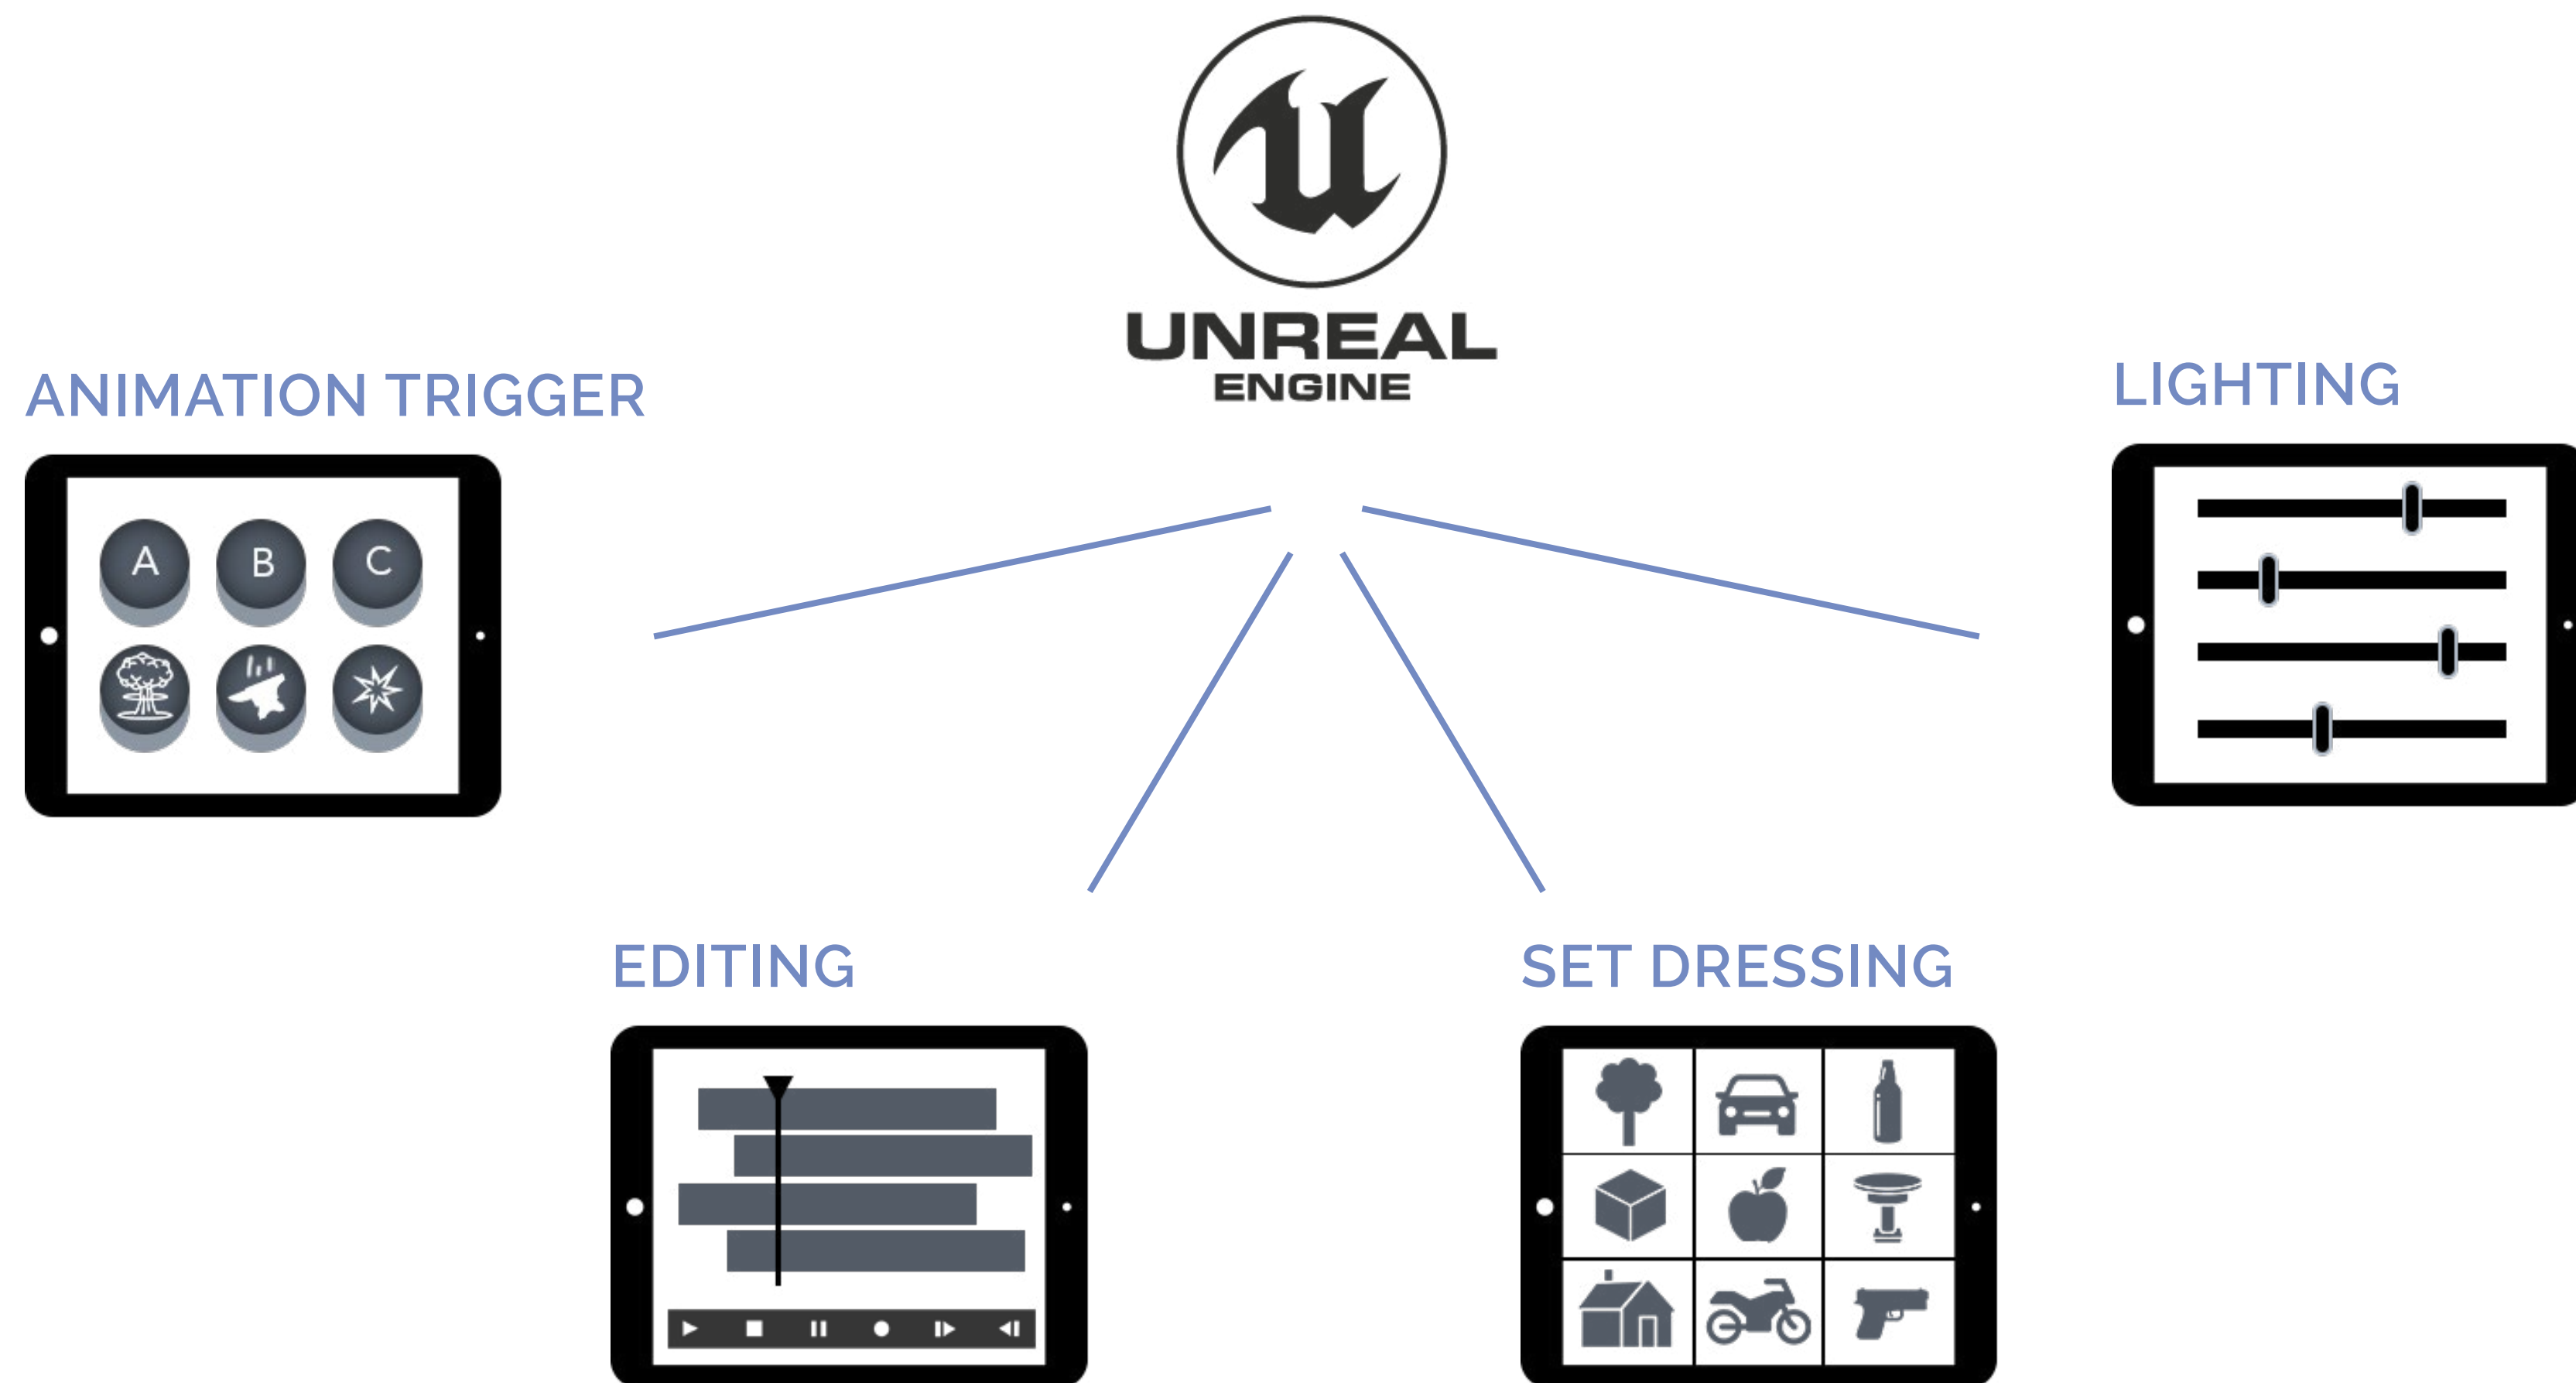 UNREAL
ENGINE
ANIMATION TRIGGER
LIGHTING
A B C
EDITING
SET DRESSING